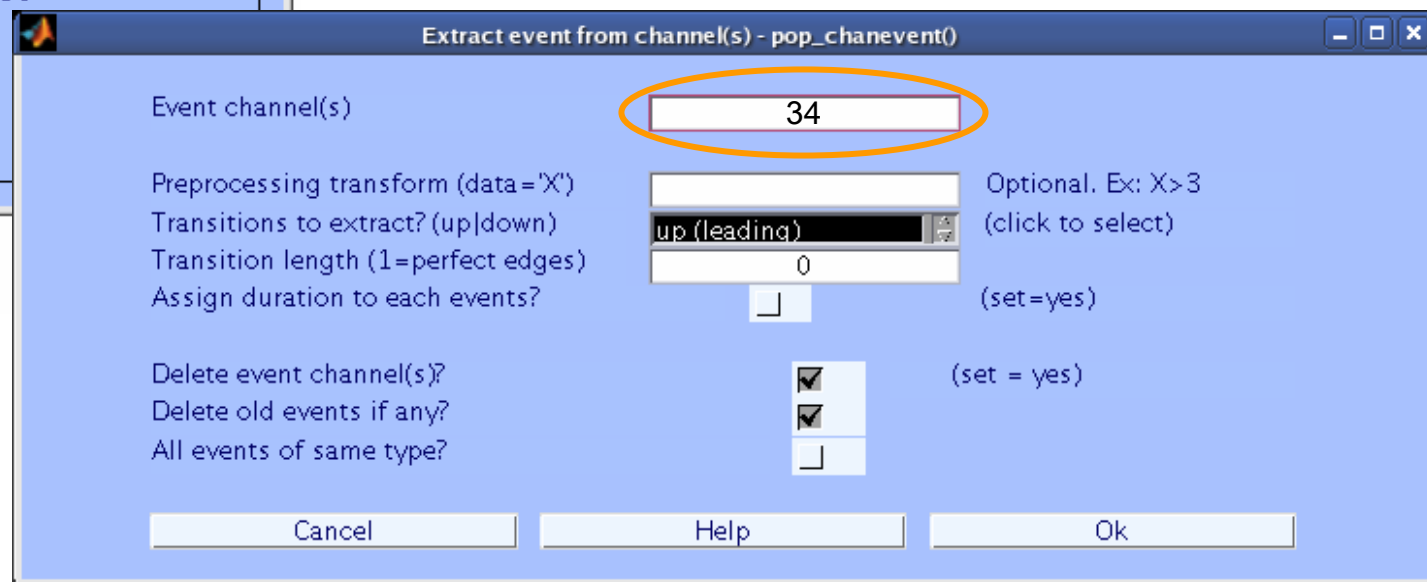 Extract event from channel(s) - pop_chanevent()
Event channel(s) 34
Preprocessing transform (data='X') Optional. Ex: X>3
Transitions to extract? (up|down) up (leading) (click to select)
Transition length (1=perfect edges) 0
Assign duration to each events? (set=yes)
Delete event channel(s)? (set = yes)
Delete old events if any?
All events of same type?
Cancel Help Ok